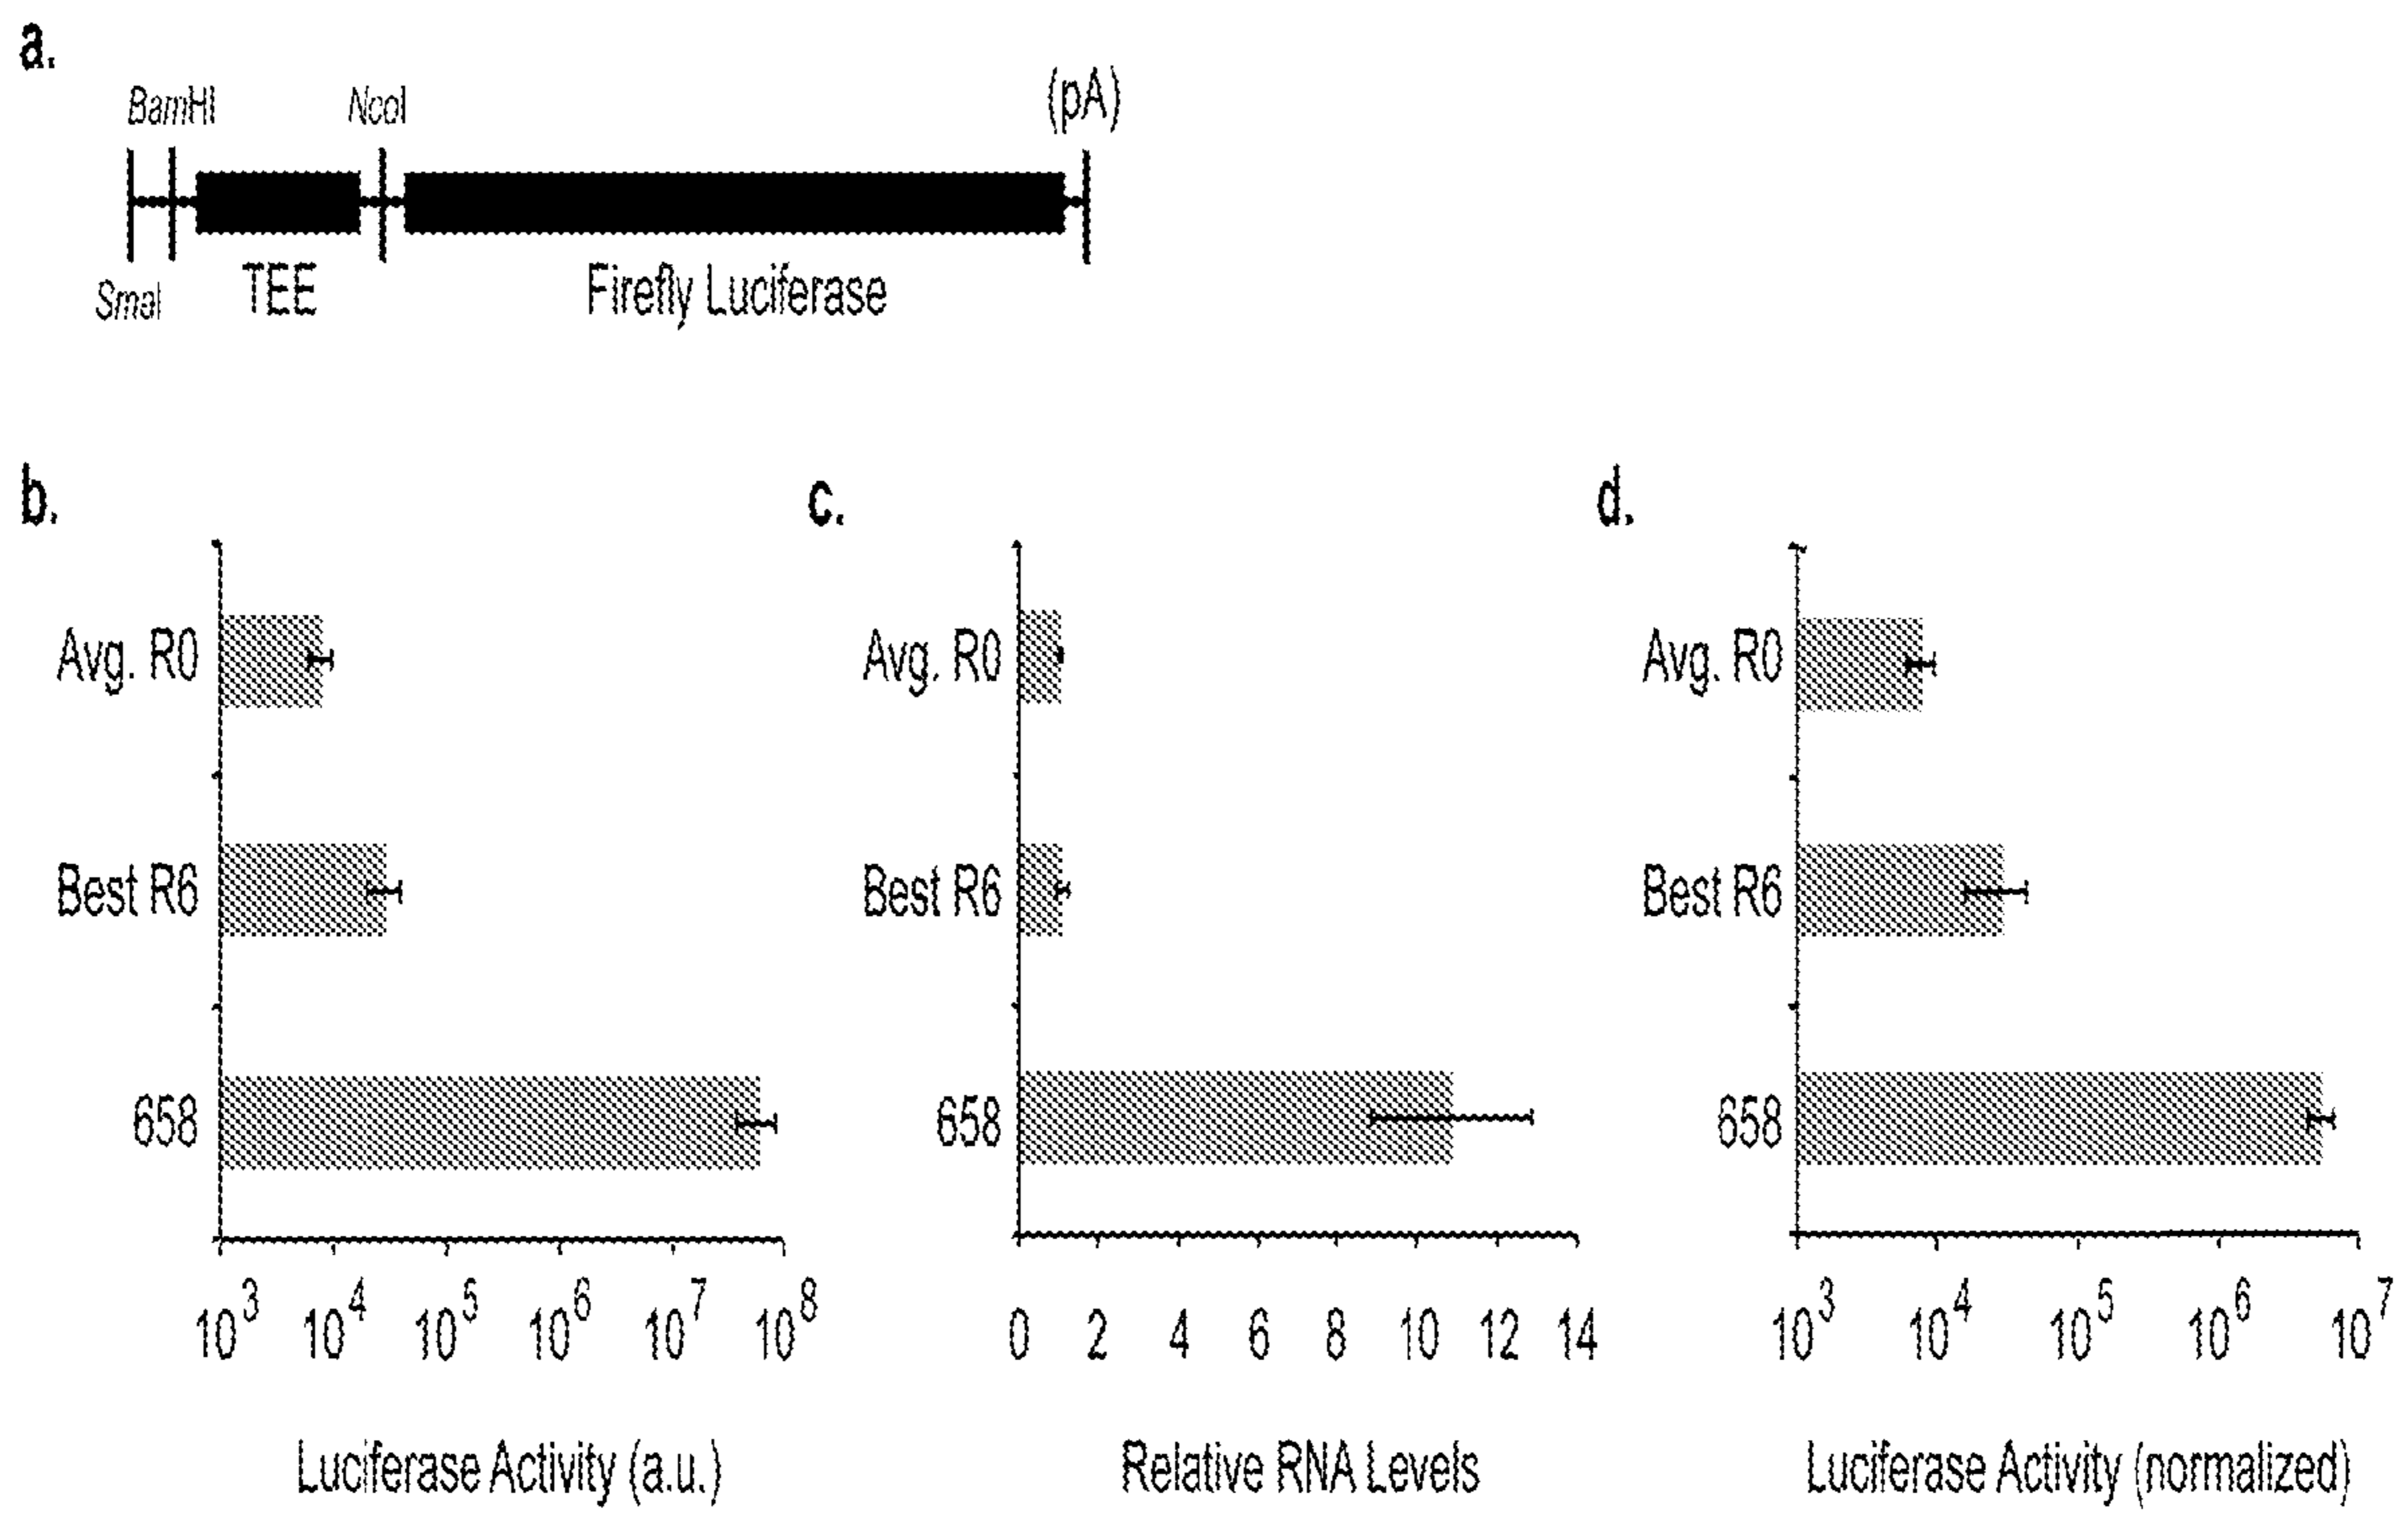 a.
BamHI NcoI (pA)
SmaI TEE Firefly Luciferase
b. c. d.
Avg. R0 Avg. R0 Avg. R0
Best R6 Best R6 Best R6
658 658 658
10³ 10⁴ 10⁵ 10⁶ 10⁷ 10⁸ 0 2 4 6 8 10 12 14 10³ 10⁴ 10⁵ 10⁶ 10⁷
Luciferase Activity (a.u.) Relative RNA Levels Luciferase Activity (normalized)